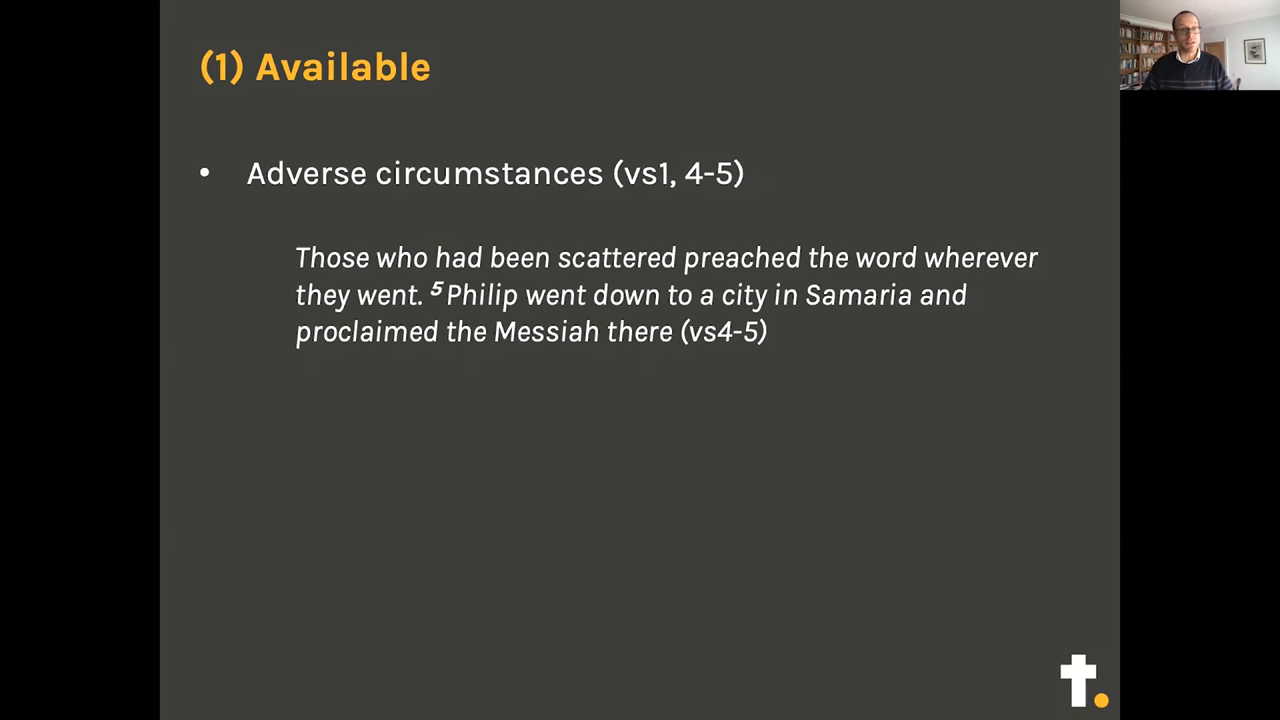 (1) Available
• Adverse circumstances (vs1, 4-5)
Those who had been scattered preached the word wherever
they went. ⁵ Philip went down to a city in Samaria and
proclaimed the Messiah there (vs4-5)
t.